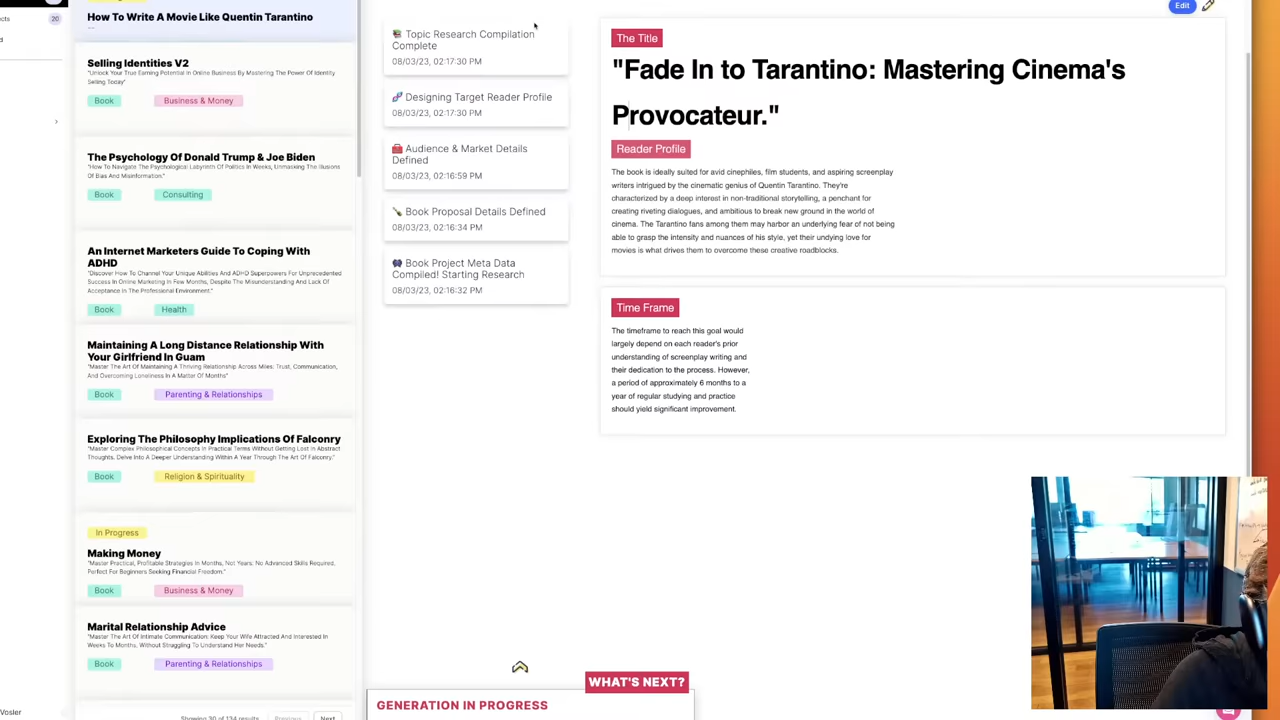 cts
20
d
How To Write A Movie Like Quentin Tarantino
Selling Identities V2
"Unlock Your True Earning Potential In Online Business By Mastering The Power Of Identity
Selling Today"
Book
Business & Money
The Psychology Of Donald Trump & Joe Biden
"How To Navigate The Psychological Labyrinth Of Politics In Weeks, Unmasking The Illusions
Of Bias And Misinformation."
Book
Consulting
An Internet Marketers Guide To Coping With
ADHD
"Discover How To Channel Your Unique Abilities And ADHD Superpowers For Unprecedented
Success In Online Marketing In Few Months, Despite The Misunderstanding And Lack Of
Acceptance In The Professional Environment."
Book
Health
Maintaining A Long Distance Relationship With
Your Girlfriend In Guam
"Master The Art Of Maintaining A Thriving Relationship Across Miles: Trust, Communication,
And Overcoming Loneliness In A Matter Of Months"
Book
Parenting & Relationships
Exploring The Philosophy Implications Of Falconry
"Master Complex Philosophical Concepts In Practical Terms Without Getting Lost In Abstract
Thoughts. Delve Into A Deeper Understanding Within A Year Through The Art Of Falconry."
Book
Religion & Spirituality
In Progress
Making Money
"Master Practical, Profitable Strategies In Months, Not Years: No Advanced Skills Required,
Perfect For Beginners Seeking Financial Freedom."
Book
Business & Money
Marital Relationship Advice
"Master The Art Of Intimate Communication: Keep Your Wife Attracted And Interested In
Weeks To Months, Without Struggling To Understand Her Needs."
Book
Parenting & Relationships
Vosler
Showing 30 of 134 results
Previous
Next
Topic Research Compilation
Complete
08/03/23, 02:17:30 PM
Designing Target Reader Profile
08/03/23, 02:17:30 PM
Audience & Market Details
Defined
08/03/23, 02:16:59 PM
Book Proposal Details Defined
08/03/23, 02:16:34 PM
Book Project Meta Data
Compiled! Starting Research
08/03/23, 02:16:32 PM
Edit
The Title
"Fade In to Tarantino: Mastering Cinema's
Provocateur."
Reader Profile
The book is ideally suited for avid cinephiles, film students, and aspiring screenplay
writers intrigued by the cinematic genius of Quentin Tarantino. They're
characterized by a deep interest in non-traditional storytelling, a penchant for
creating riveting dialogues, and ambitious to break new ground in the world of
cinema. The Tarantino fans among them may harbor an underlying fear of not being
able to grasp the intensity and nuances of his style, yet their undying love for
movies is what drives them to overcome these creative roadblocks.
Time Frame
The timeframe to reach this goal would
largely depend on each reader's prior
understanding of screenplay writing and
their dedication to the process. However,
a period of approximately 6 months to a
year of regular studying and practice
should yield significant improvement.
WHAT'S NEXT?
GENERATION IN PROGRESS